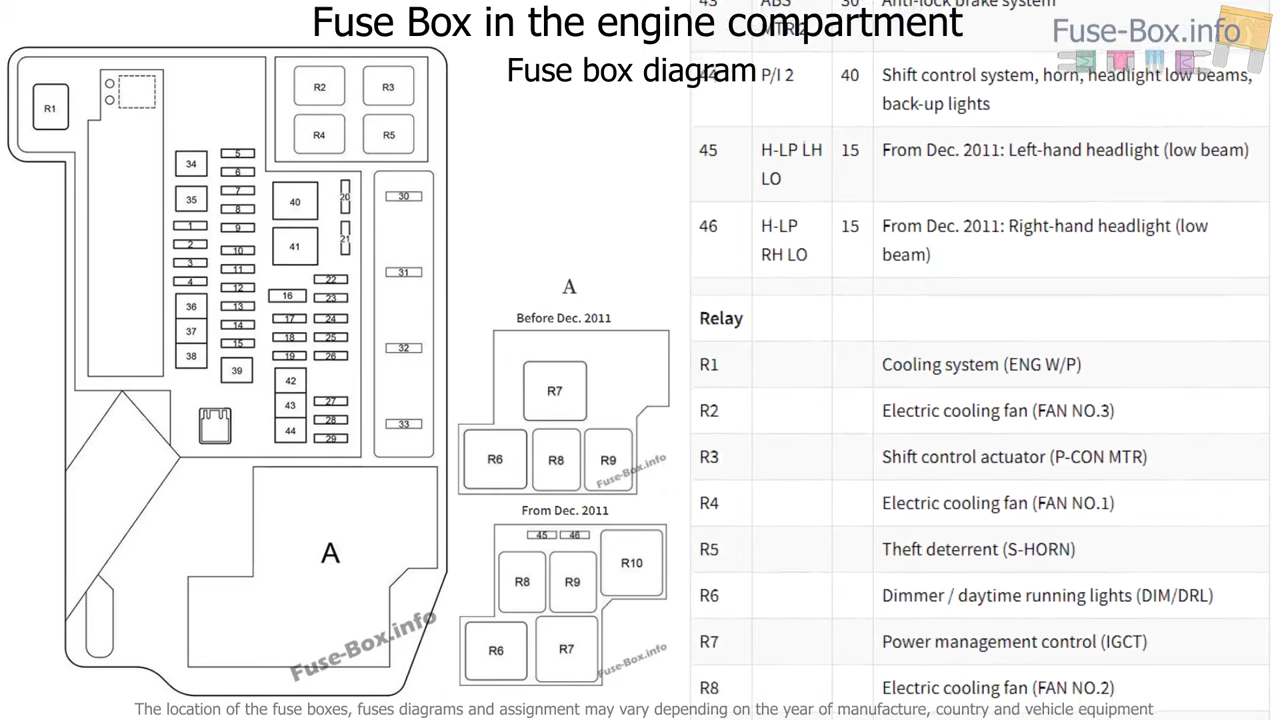 Fuse Box in the engine compartment
Fuse box diagram
Fuse-Box.info
R1
R2
R3
R4
R5
34
35
1
2
3
4
36
37
38
5
6
7
8
9
10
11
12
13
14
15
39
40
41
20
21
16
17
18
19
22
23
24
25
26
42
43
44
27
28
29
30
31
32
33
A
Fuse-Box.info
A
Before Dec. 2011
R7
R6
R8
R9
Fuse-Box.info
From Dec. 2011
45
46
R10
R8
R9
R6
R7
Fuse-Box.info
43 ABS MTR 2 30 Anti-lock brake system
44 P/I 2 40 Shift control system, horn, headlight low beams,
back-up lights
45 H-LP LH 15 From Dec. 2011: Left-hand headlight (low beam)
LO
46 H-LP 15 From Dec. 2011: Right-hand headlight (low
RH LO beam)
Relay
R1 Cooling system (ENG W/P)
R2 Electric cooling fan (FAN NO.3)
R3 Shift control actuator (P-CON MTR)
R4 Electric cooling fan (FAN NO.1)
R5 Theft deterrent (S-HORN)
R6 Dimmer / daytime running lights (DIM/DRL)
R7 Power management control (IGCT)
R8 Electric cooling fan (FAN NO.2)
The location of the fuse boxes, fuses diagrams and assignment may vary depending on the year of manufacture, country and vehicle equipment